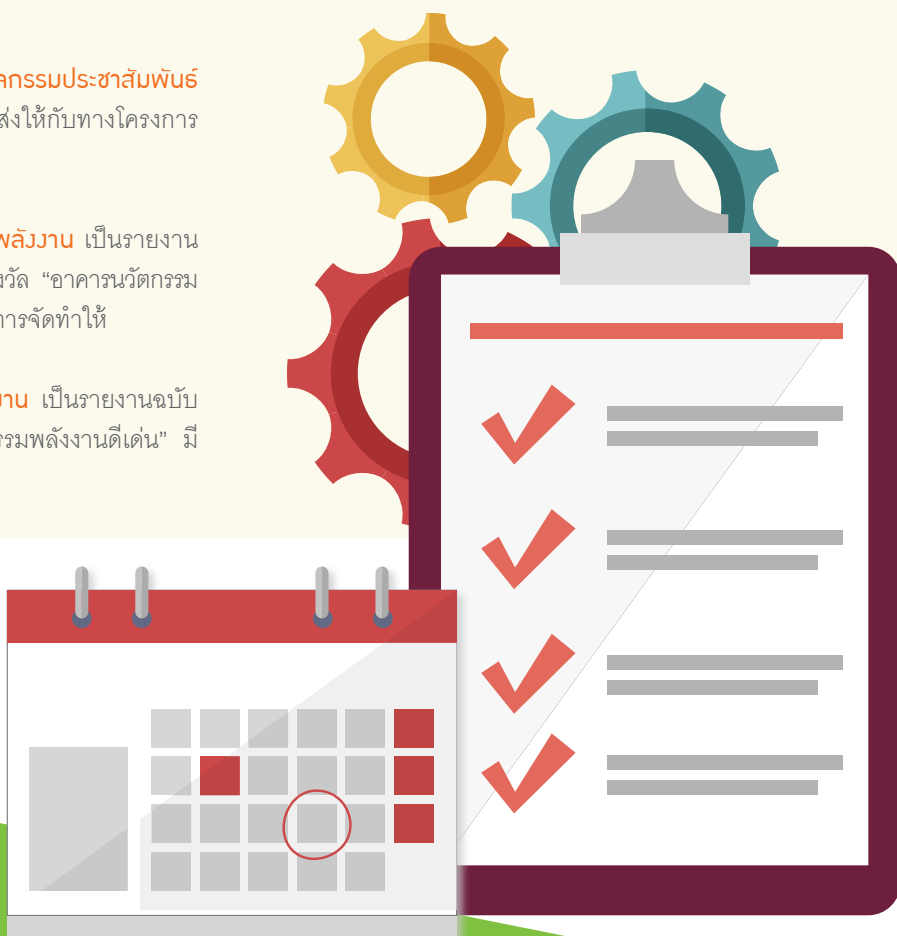 ลกรรมประชาสัมพันธ์
ส่งให้กับทางโครงการ
พลังงาน เป็นรายงาน
งวัล “อาคารนวัตกรรม
การจัดทำให้
งาน เป็นรายงานฉบับ
รรมพลังงานดีเด่น” มี